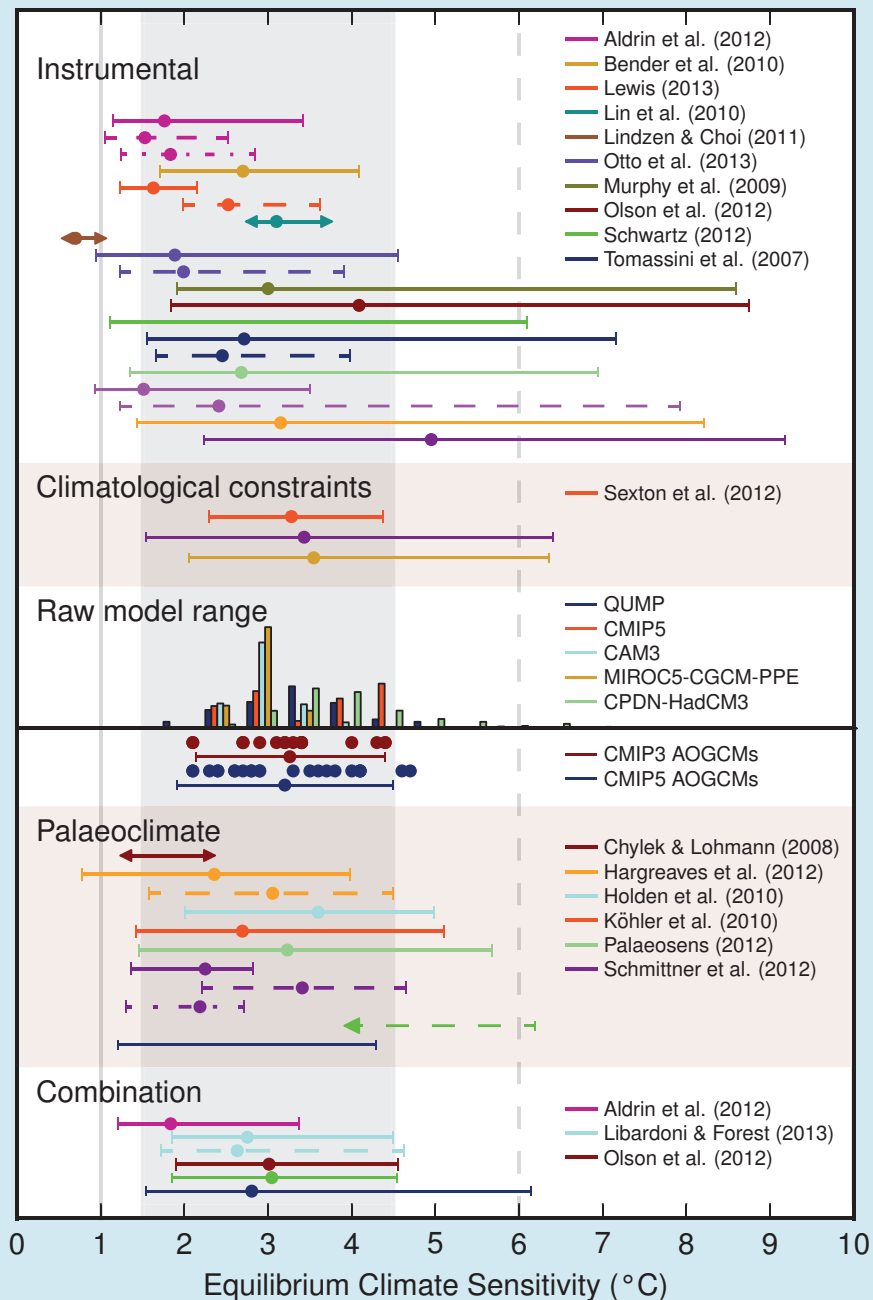 Instrumental
Aldrin et al. (2012)
Bender et al. (2010)
Lewis (2013)
Lin et al. (2010)
Lindzen & Choi (2011)
Otto et al. (2013)
Murphy et al. (2009)
Olson et al. (2012)
Schwartz (2012)
Tomassini et al. (2007)
Climatological constraints
Sexton et al. (2012)
Raw model range
QUMP
CMIP5
CAM3
MIROC5-CGCM-PPE
CPDN-HadCM3
CMIP3 AOGCMs
CMIP5 AOGCMs
Palaeoclimate
Chylek & Lohmann (2008)
Hargreaves et al. (2012)
Holden et al. (2010)
Köhler et al. (2010)
Palaeosens (2012)
Schmittner et al. (2012)
Combination
Aldrin et al. (2012)
Libardoni & Forest (2013)
Olson et al. (2012)
0 1 2 3 4 5 6 7 8 9 10
Equilibrium Climate Sensitivity (°C)